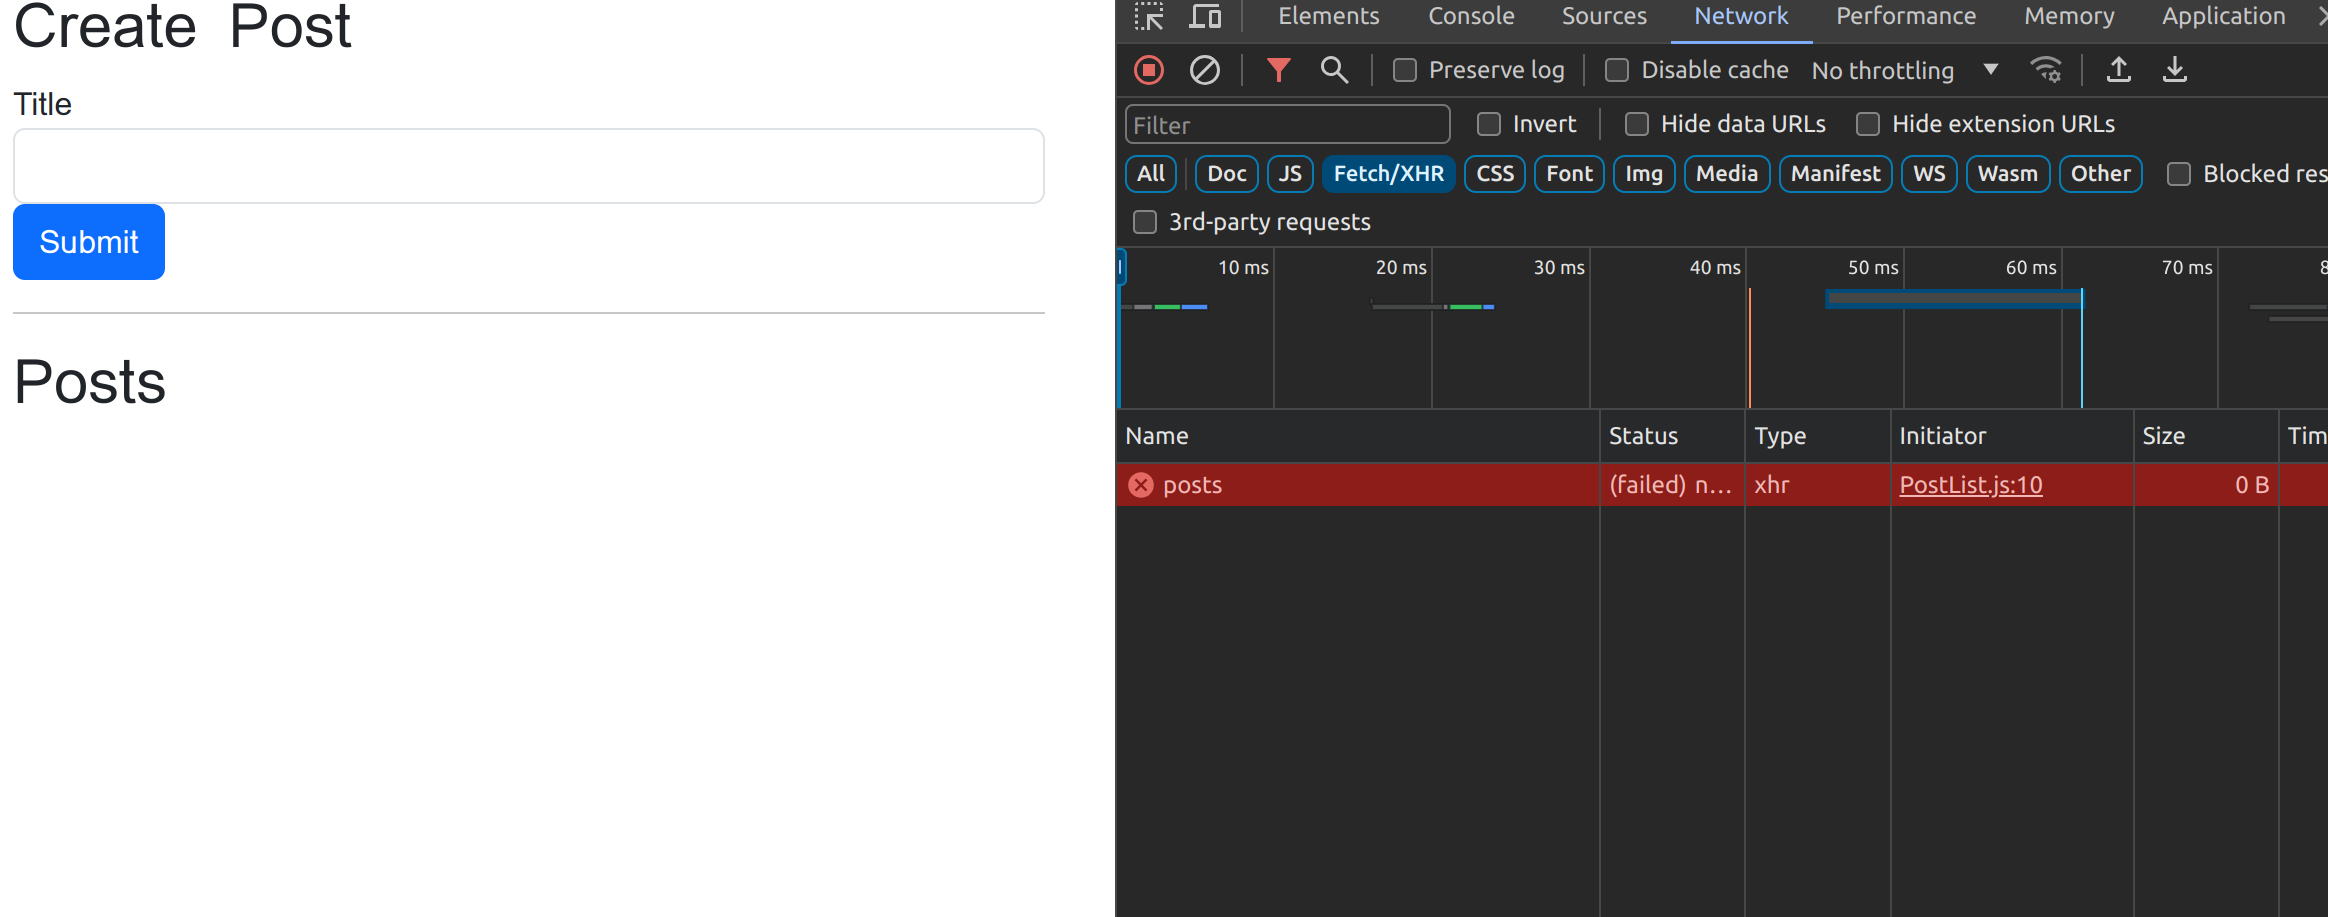 Create Post
Title
Submit
Posts
Elements Console Sources Network Performance Memory Application
Preserve log Disable cache No throttling
Filter Invert Hide data URLs Hide extension URLs
All Doc JS Fetch/XHR CSS Font Img Media Manifest WS Wasm Other Blocked res
3rd-party requests
10 ms 20 ms 30 ms 40 ms 50 ms 60 ms 70 ms 8
Name Status Type Initiator Size Tim
posts (failed) n... xhr PostList.js:10 0 B